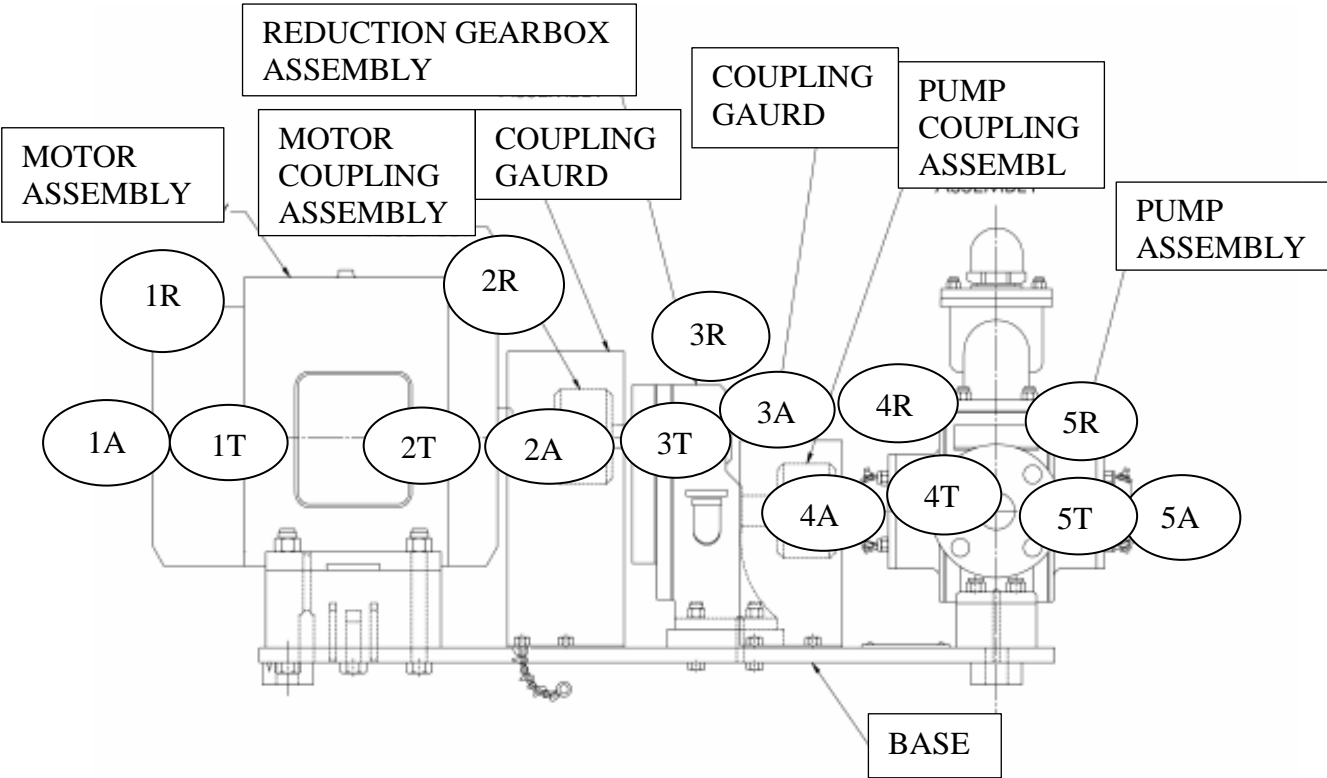 REDUCTION GEARBOX
ASSEMBLY
COUPLING
GAURD
PUMP
COUPLING
ASSEMBL
MOTOR
ASSEMBLY
MOTOR
COUPLING
ASSEMBLY
COUPLING
GAURD
PUMP
ASSEMBLY
1R
2R
3R
3A
4R
5R
1A
1T
2T
2A
3T
4A
4T
5T
5A
BASE